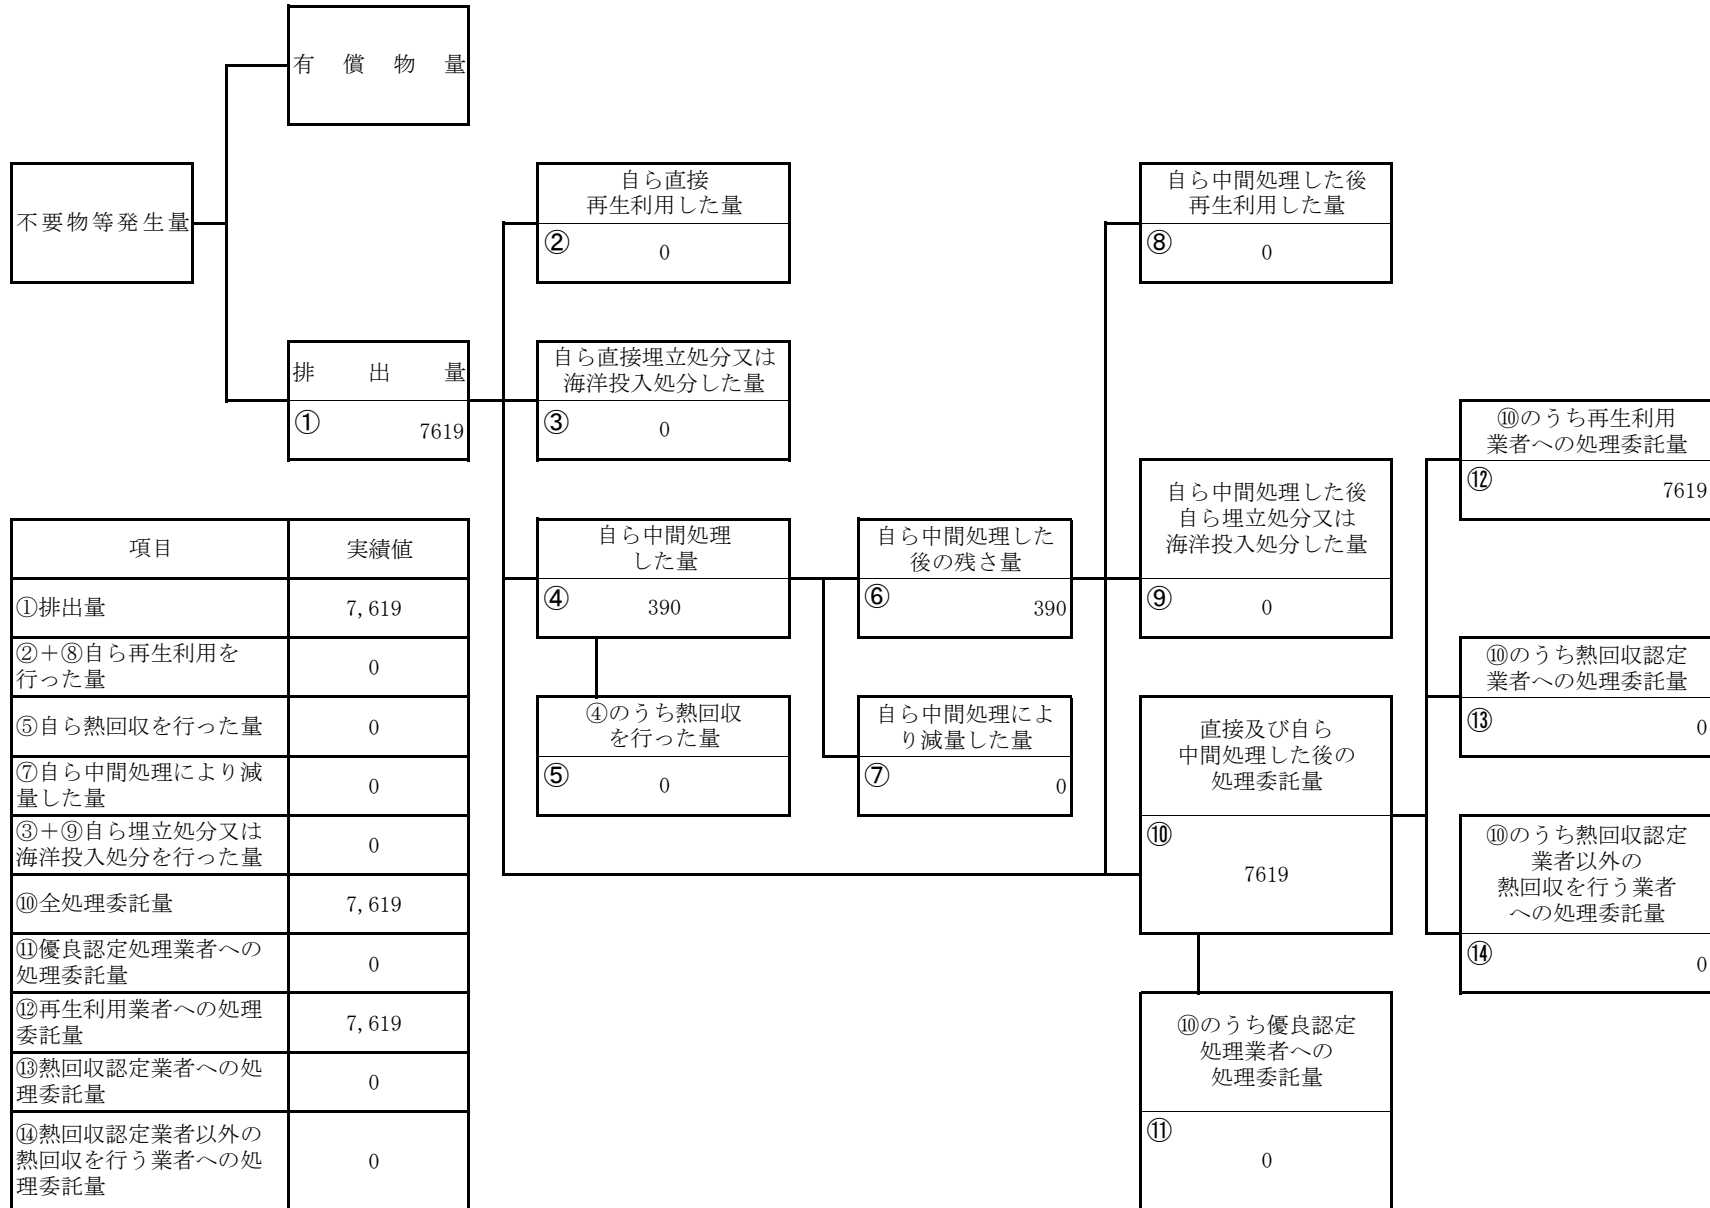 有償物量
不要物等発生量
自ら直接
再生利用した量
②
0
自ら中間処理した後
再生利用した量
⑧
0
排出量
①
7619
自ら直接埋立処分又は
海洋投入処分した量
③
0
⑩のうち再生利用
業者への処理委託量
⑫
7619
自ら中間処理
した量
④
390
自ら中間処理した
後の残さ量
⑥
390
自ら中間処理した後
自ら埋立処分又は
海洋投入処分した量
⑨
0
④のうち熱回収
を行った量
⑤
0
自ら中間処理によ
り減量した量
⑦
0
直接及び自ら
中間処理した後の
処理委託量
⑩
7619
⑩のうち熱回収認定
業者への処理委託量
⑬
0
⑩のうち熱回収認定
業者以外の
熱回収を行う業者
への処理委託量
⑭
0
⑩のうち優良認定
処理業者への
処理委託量
⑪
0
項目 実績値
①排出量 7,619
②+⑧自ら再生利用を
行った量 0
⑤自ら熱回収を行った量 0
⑦自ら中間処理により減
量した量 0
③+⑨自ら埋立処分又は
海洋投入処分を行った量 0
⑩全処理委託量 7,619
⑪優良認定処理業者への
処理委託量 0
⑫再生利用業者への処理
委託量 7,619
⑬熱回収認定業者への処
理委託量 0
⑭熱回収認定業者以外の
熱回収を行う業者への処
理委託量 0